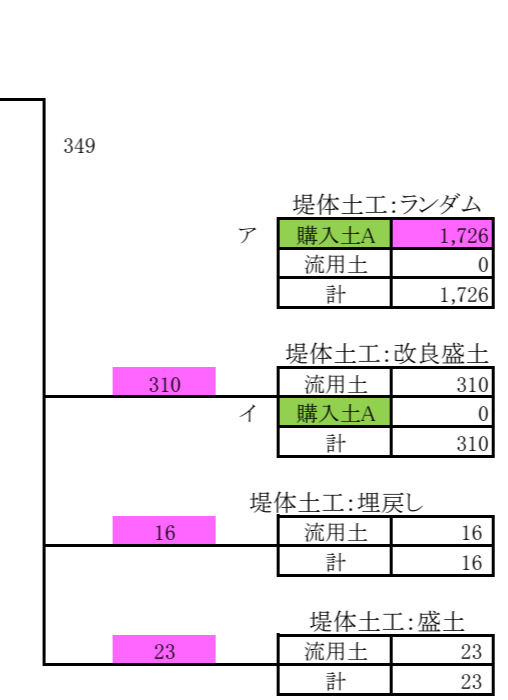 349
堤体土工:ランダム
ア 購入土A 1,726
流用土 0
計 1,726
堤体土工:改良盛土
310 流用土 310
イ 購入土A 0
計 310
堤体土工:埋戻し
16 流用土 16
計 16
堤体土工:盛土
23 流用土 23
計 23